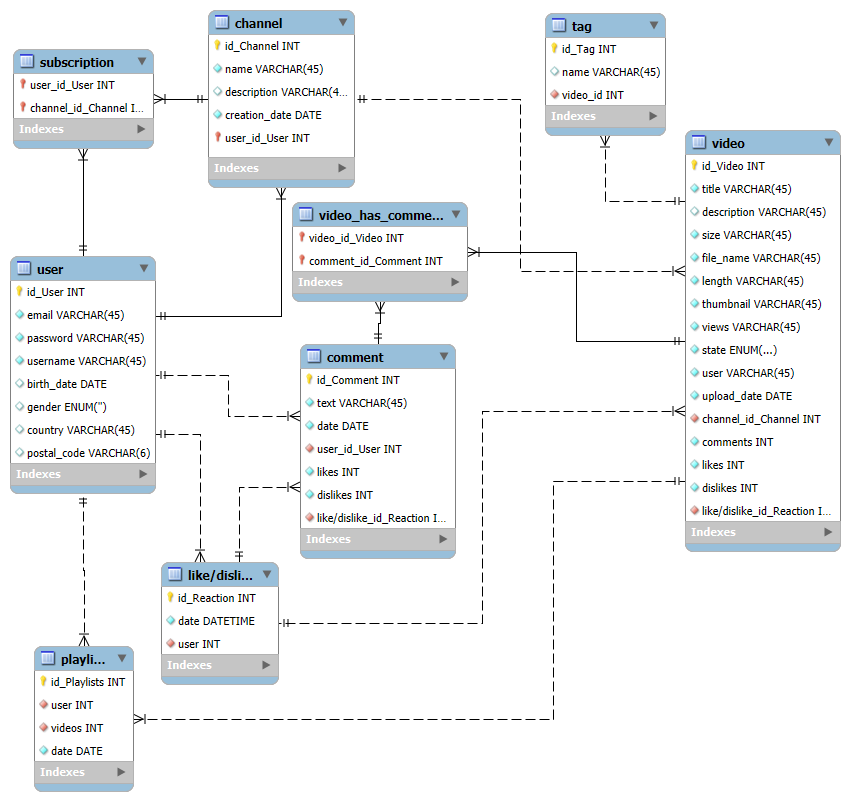 channel
id_Channel INT
name VARCHAR(45)
description VARCHAR(4...
creation_date DATE
user_id_User INT
Indexes
tag
id_Tag INT
name VARCHAR(45)
video_id INT
Indexes
subscription
user_id_User INT
channel_id_Channel I...
Indexes
video
id_Video INT
title VARCHAR(45)
description VARCHAR(45)
size VARCHAR(45)
file_name VARCHAR(45)
length VARCHAR(45)
thumbnail VARCHAR(45)
views VARCHAR(45)
state ENUM(...)
user VARCHAR(45)
upload_date DATE
channel_id_Channel INT
comments INT
likes INT
dislikes INT
like/dislike_id_Reaction I...
Indexes
video_has_comme...
video_id_Video INT
comment_id_Comment INT
Indexes
user
id_User INT
email VARCHAR(45)
password VARCHAR(45)
username VARCHAR(45)
birth_date DATE
gender ENUM('')
country VARCHAR(45)
postal_code VARCHAR(6)
Indexes
comment
id_Comment INT
text VARCHAR(45)
date DATE
user_id_User INT
likes INT
dislikes INT
like/dislike_id_Reaction I...
Indexes
like/disli...
id_Reaction INT
date DATETIME
user INT
Indexes
playli...
id_Playlists INT
user INT
videos INT
date DATE
Indexes